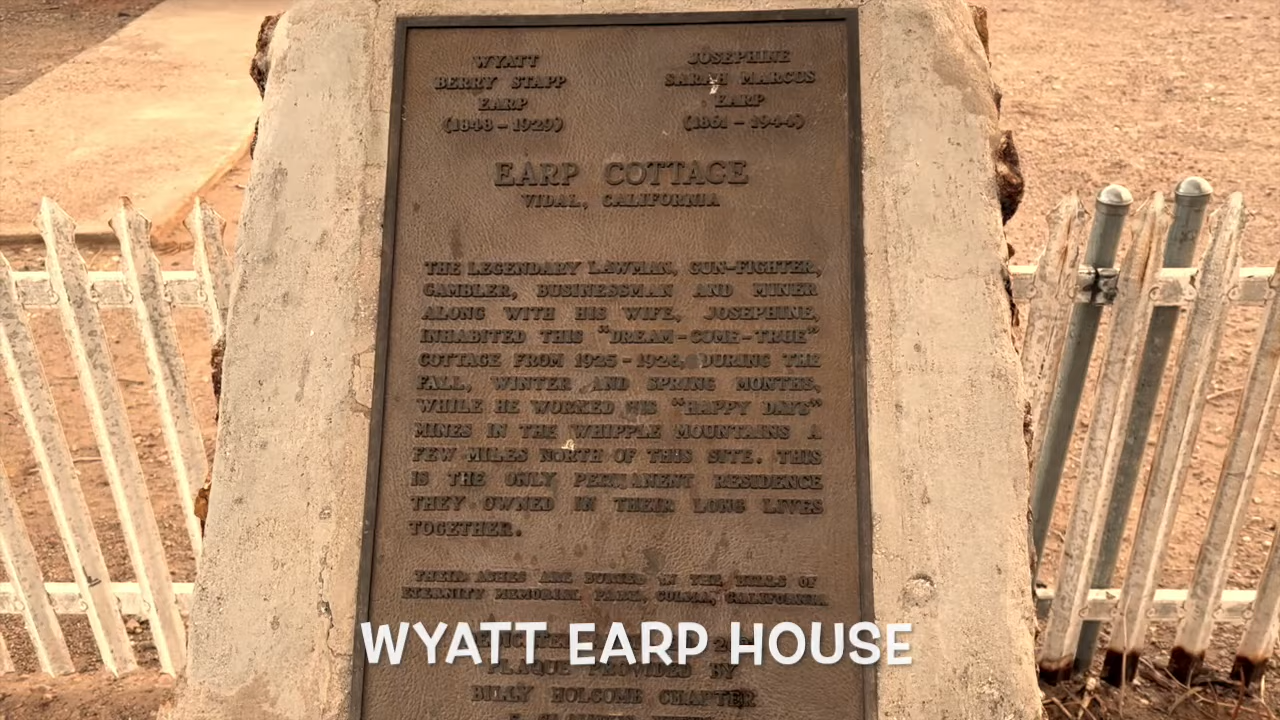 WYATT
BERRY STAPP
EARP
(1848 – 1929)
JOSEPHINE
SARAH MARCUS
EARP
(1861 – 1944)
EARP COTTAGE
VIDAL, CALIFORNIA
THE LEGENDARY LAWMAN, GUN-FIGHTER,
GAMBLER, BUSINESSMAN AND MINER
ALONG WITH HIS WIFE, JOSEPHINE,
INHABITED THIS "DREAM-COME-TRUE"
COTTAGE FROM 1925 – 1928, DURING THE
FALL, WINTER AND SPRING MONTHS,
WHILE HE WORKED HIS "HAPPY DAYS"
MINES IN THE WHIPPLE MOUNTAINS A
FEW MILES NORTH OF THIS SITE. THIS
IS THE ONLY PERMANENT RESIDENCE
THEY OWNED IN THEIR LONG LIVES
TOGETHER.
THEIR ASHES ARE BURIED IN THE HILLS OF
ETERNITY MEMORIAL PARK, COLMA, CALIFORNIA
WYATT EARP HOUSE
PLAQUE PROVIDED BY
BILLY HOLCOMB CHAPTER